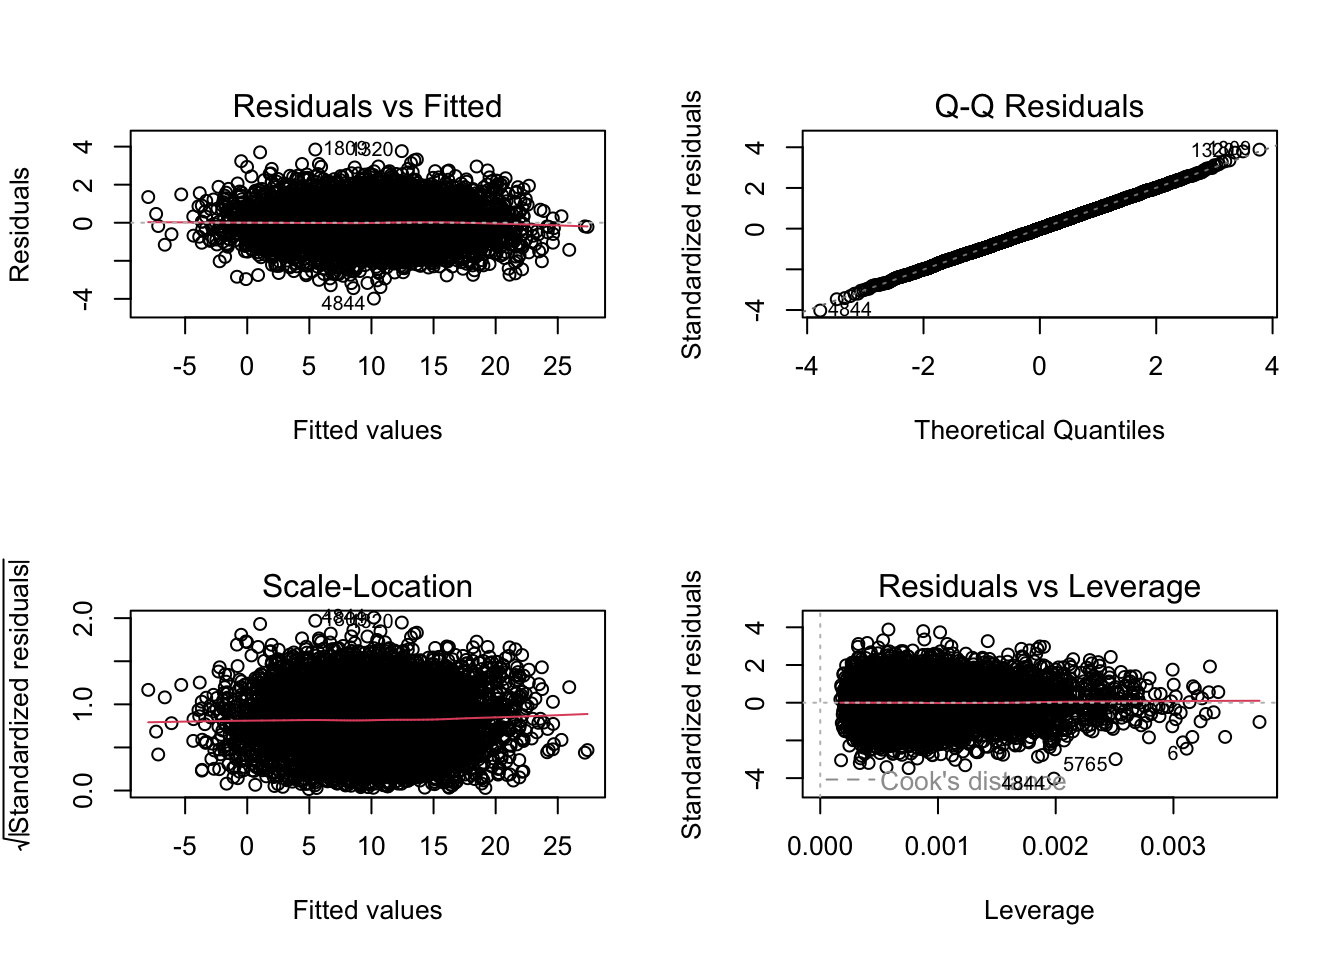 Residuals vs Fitted
Residuals
4
2
0
-4
1809
1320
4844
-5 0 5 10 15 20 25
Fitted values
Q-Q Residuals
Standardized residuals
4
2
0
-4
1320
1809
4844
-4 -2 0 2 4
Theoretical Quantiles
Scale-Location
√|Standardized residuals|
2.0
1.0
0.0
4844
1320
-5 0 5 10 15 20 25
Fitted values
Residuals vs Leverage
Standardized residuals
4
2
0
-4
6
5765
Cook's distance
4844
0.000 0.001 0.002 0.003
Leverage